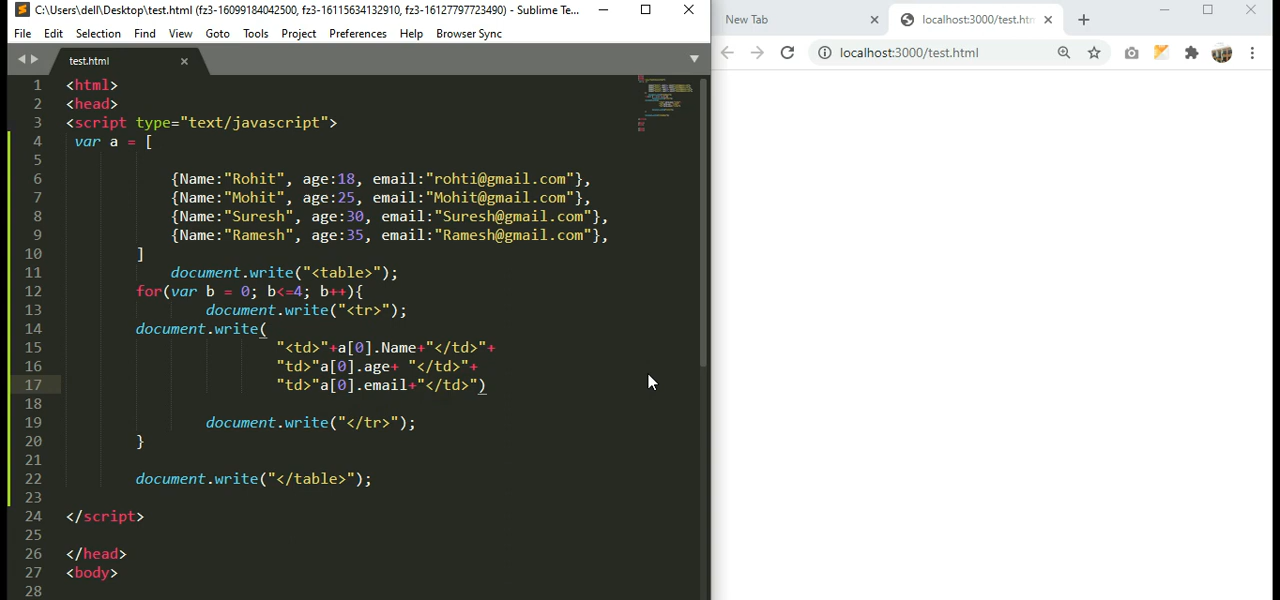 C:\Users\dell\Desktop\test.html (fz3-16099184042500, fz3-16115634132910, fz3-16127797723490) - Sublime Te...
File Edit Selection Find View Goto Tools Project Preferences Help Browser Sync
test.html
1 <html>
2 <head>
3 <script type="text/javascript">
4 var a = [
5
6 {Name:"Rohit", age:18, email:"rohti@gmail.com"},
7 {Name:"Mohit", age:25, email:"Mohit@gmail.com"},
8 {Name:"Suresh", age:30, email:"Suresh@gmail.com"},
9 {Name:"Ramesh", age:35, email:"Ramesh@gmail.com"},
10 ]
11 document.write("<table>");
12 for(var b = 0; b<=4; b++){
13 document.write("<tr>");
14 document.write(
15 "<td>"+a[0].Name+"</td>"+
16 "td>"a[0].age+ "</td>"+
17 "td>"a[0].email+"</td>")
18
19 document.write("</tr>");
20 }
21
22 document.write("</table>");
23
24 </script>
25
26 </head>
27 <body>
28
New Tab
localhost:3000/test.htm
localhost:3000/test.html